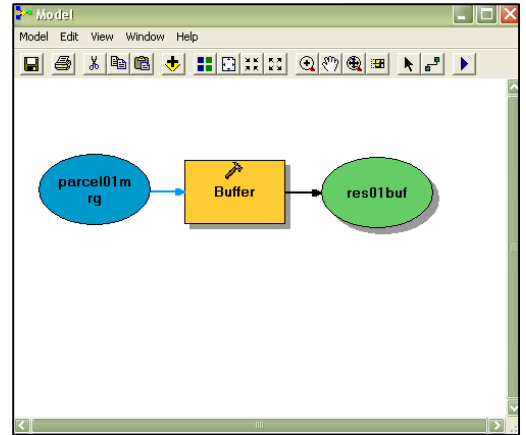 Model
Model Edit View Window Help
parcel01m
rg
Buffer
res01buf